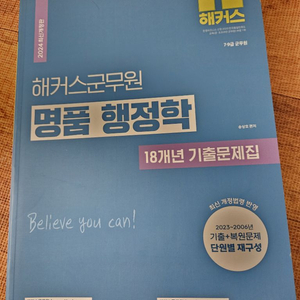 2024 최신개정판
해커스
7·9급 군무원
해커스군무원
명품 행정학
18개년 기출문제집
Believe you can!
최신 개정법령 반영
2023~2006년
기출+복원문제
단원별 재구성